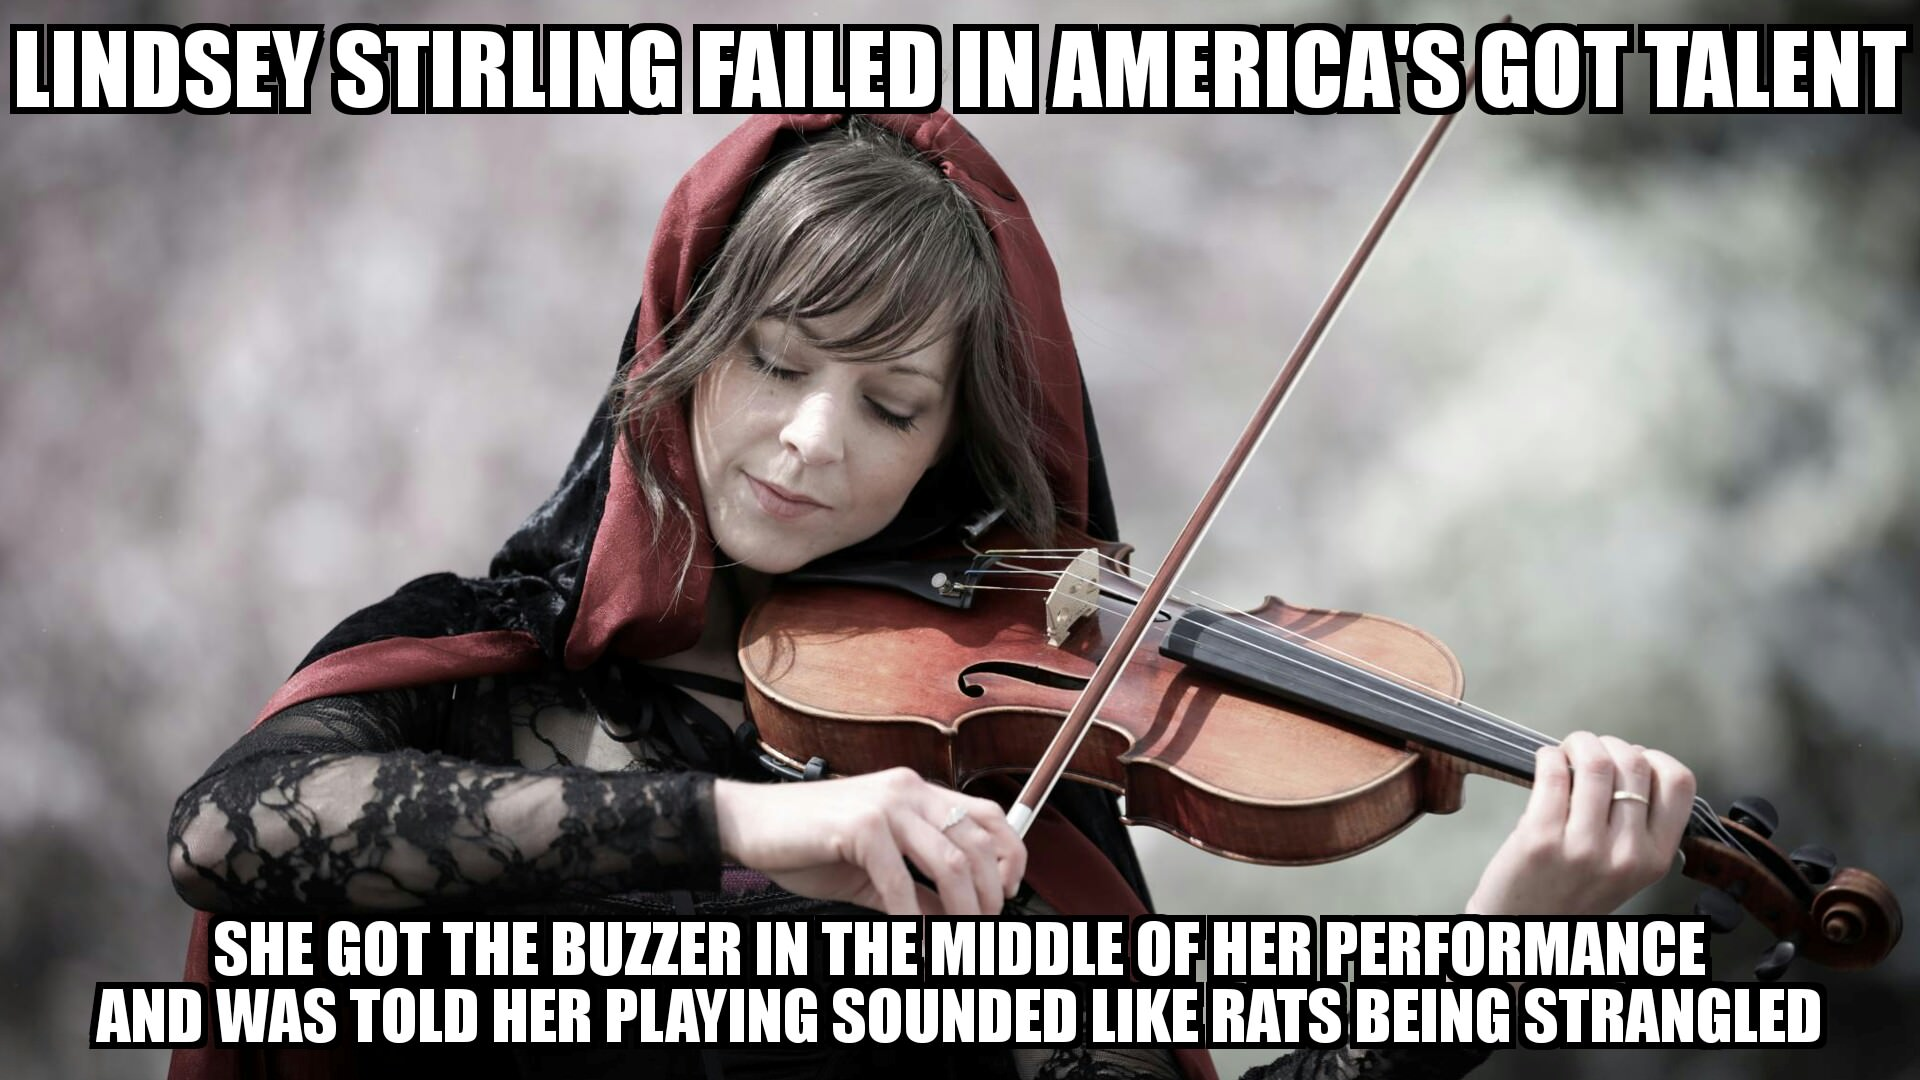 LINDSEY STIRLING FAILED IN AMERICA'S GOT TALENT
SHE GOT THE BUZZER IN THE MIDDLE OF HER PERFORMANCE
AND WAS TOLD HER PLAYING SOUNDED LIKE RATS BEING STRANGLED